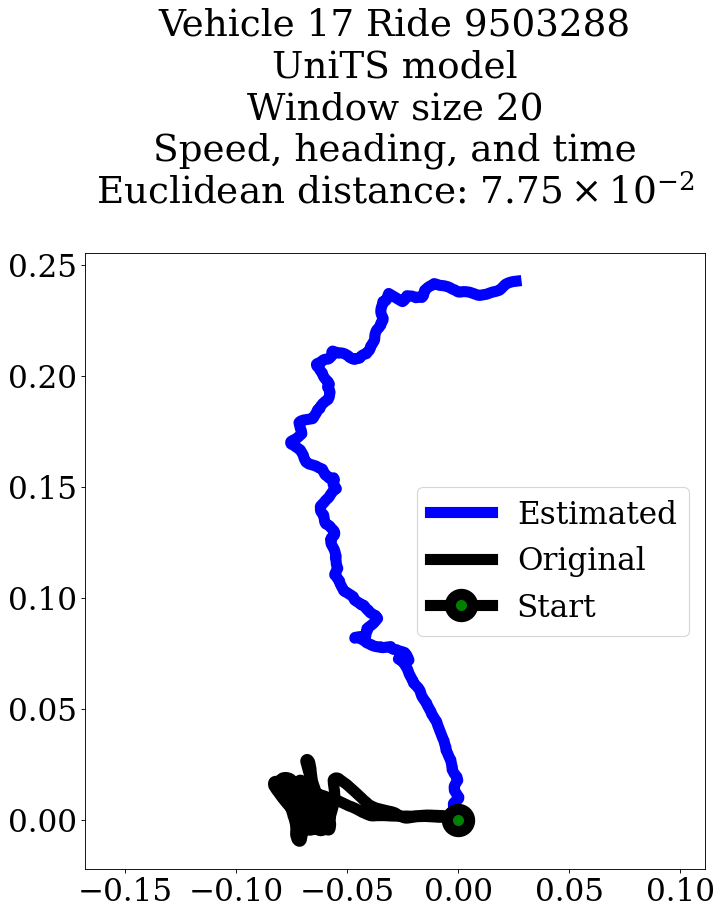 Vehicle 17 Ride 9503288
UniTS model
Window size 20
Speed, heading, and time
Euclidean distance: 7.75 × 10⁻²
0.25
0.20
0.15
0.10
0.05
0.00
Estimated
Original
Start
−0.15 −0.10 −0.05 0.00 0.05 0.10